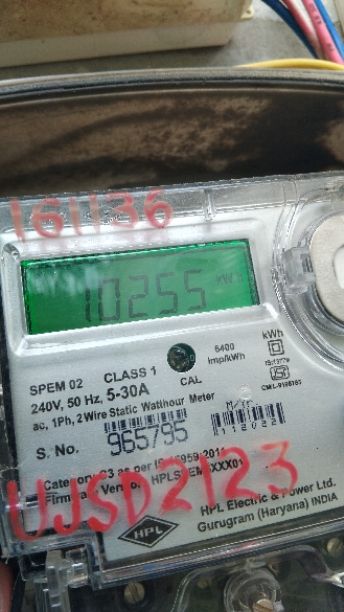 161136
10255 kWh
SPEM 02 CLASS 1
240V, 50 Hz, 5-30A
ac, 1Ph, 2 Wire Static Watthour Meter
CAL
6400
imp/kWh
kWh
S. No. 965795
UJSD2123
HPL
HPL Electric & Power Ltd.
Gurugram (Haryana) INDIA